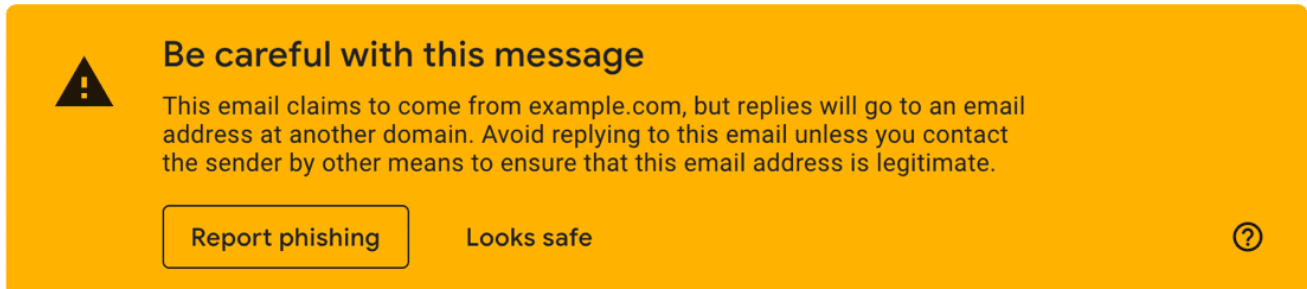 Be careful with this message
This email claims to come from example.com, but replies will go to an email
address at another domain. Avoid replying to this email unless you contact
the sender by other means to ensure that this email address is legitimate.
Report phishing
Looks safe